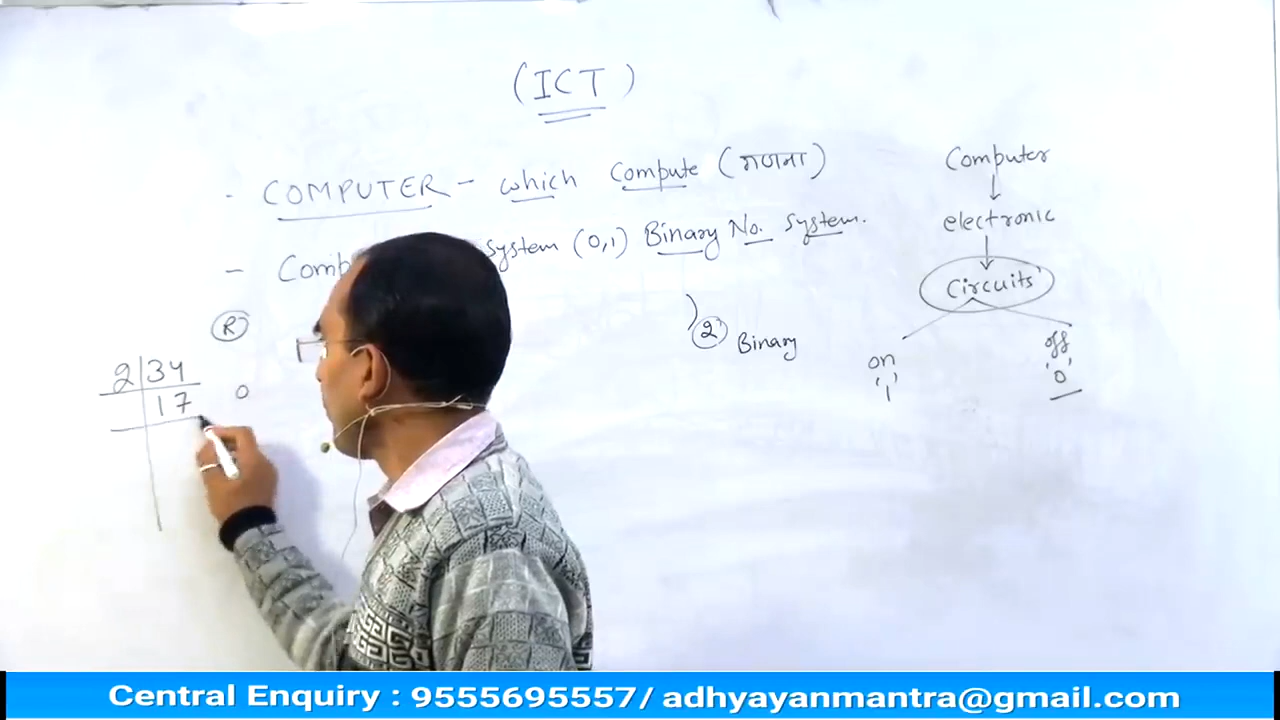 (ICT)
- COMPUTER - which Compute (गणना)
- System (0,1) Binary No. System.
R
2 34
17 0
2 Binary
Computer
electronic
Circuits
on off
'1' '0'
Central Enquiry : 9555695557/ adhyayanmantra@gmail.com